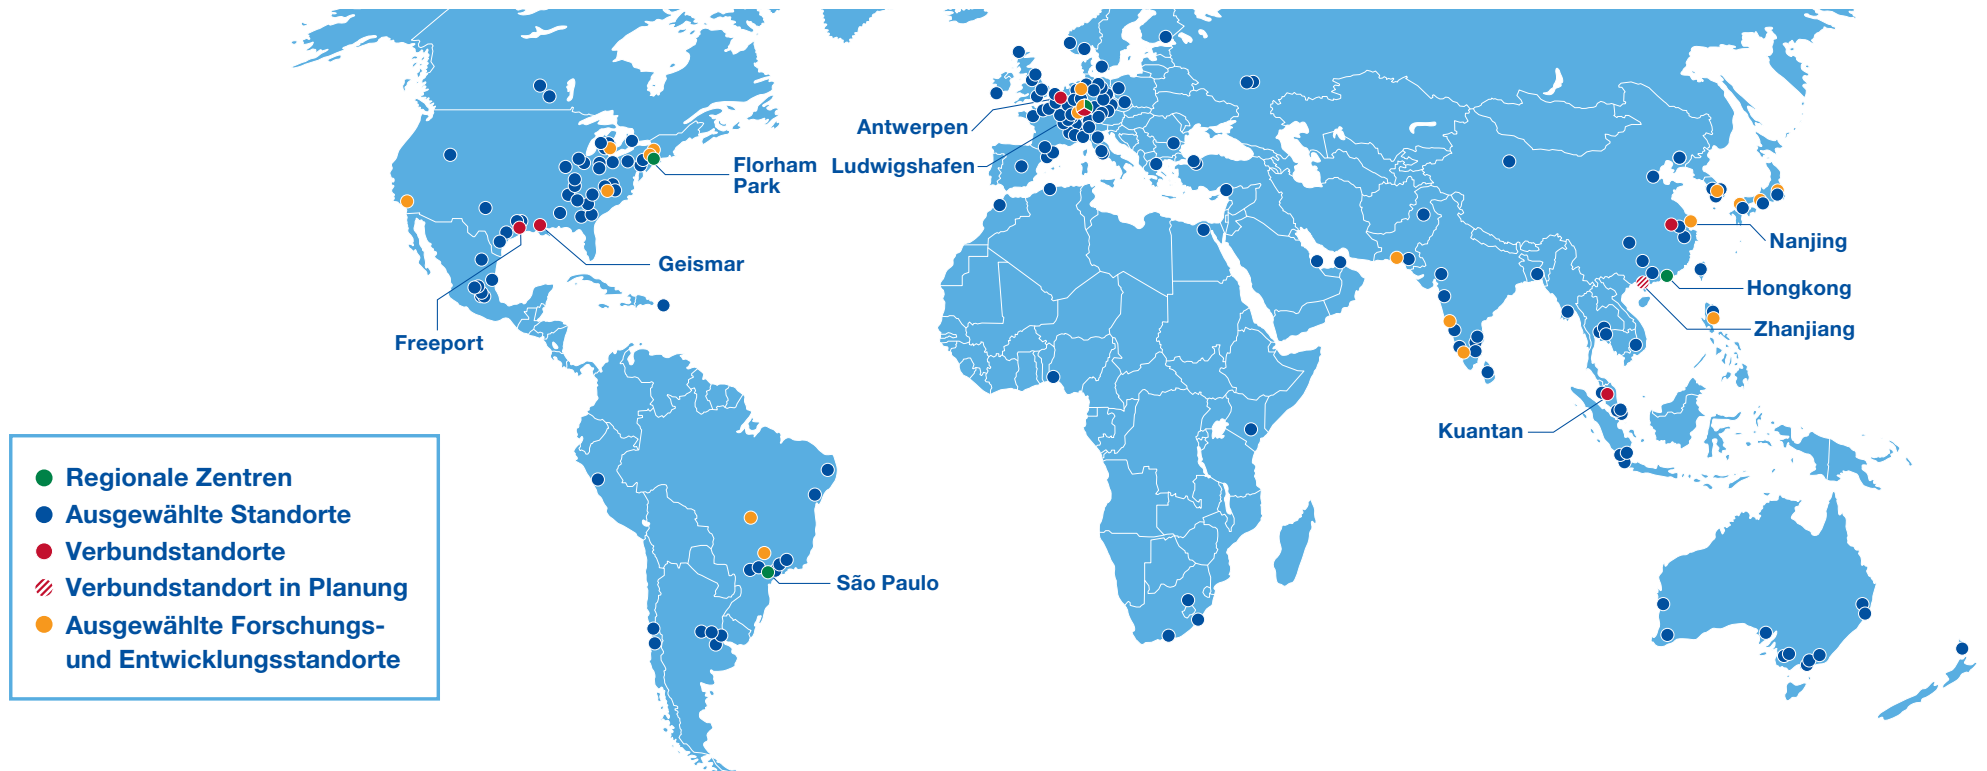 Antwerpen
Ludwigshafen
Florham
Park
Geismar
Freeport
Nanjing
Hongkong
Zhanjiang
Kuantan
São Paulo
Regionale Zentren
Ausgewählte Standorte
Verbundstandorte
Verbundstandort in Planung
Ausgewählte Forschungs-
und Entwicklungsstandorte